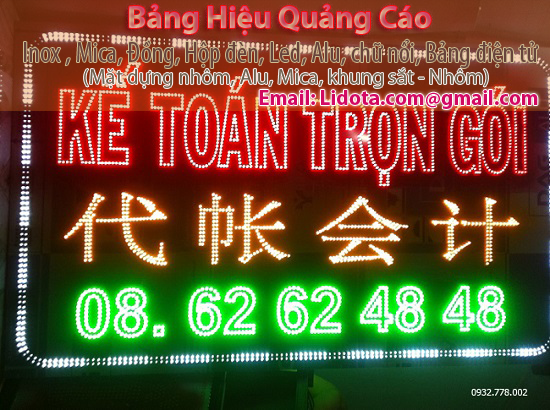 Bảng Hiệu Quảng Cáo
Inox , Mica, Đồng, Hộp đèn, Led, Alu, chữ nổi, Bảng điện tử
(Mặt dựng nhôm, Alu, Mica, khung sắt - Nhôm)
Email: Lidota.com@gmail.com
KẾ TOÁN TRỌN GÓI
代帐会计
08. 62 62 48 48
0932.778.002